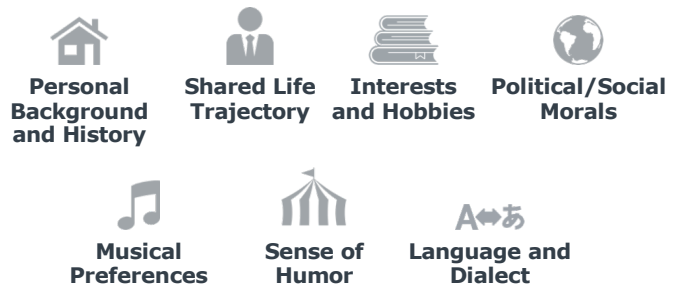 Personal
Background
and History
Shared Life
Trajectory
Interests
and Hobbies
Political/Social
Morals
A⇔あ
Musical
Preferences
Sense of
Humor
Language and
Dialect